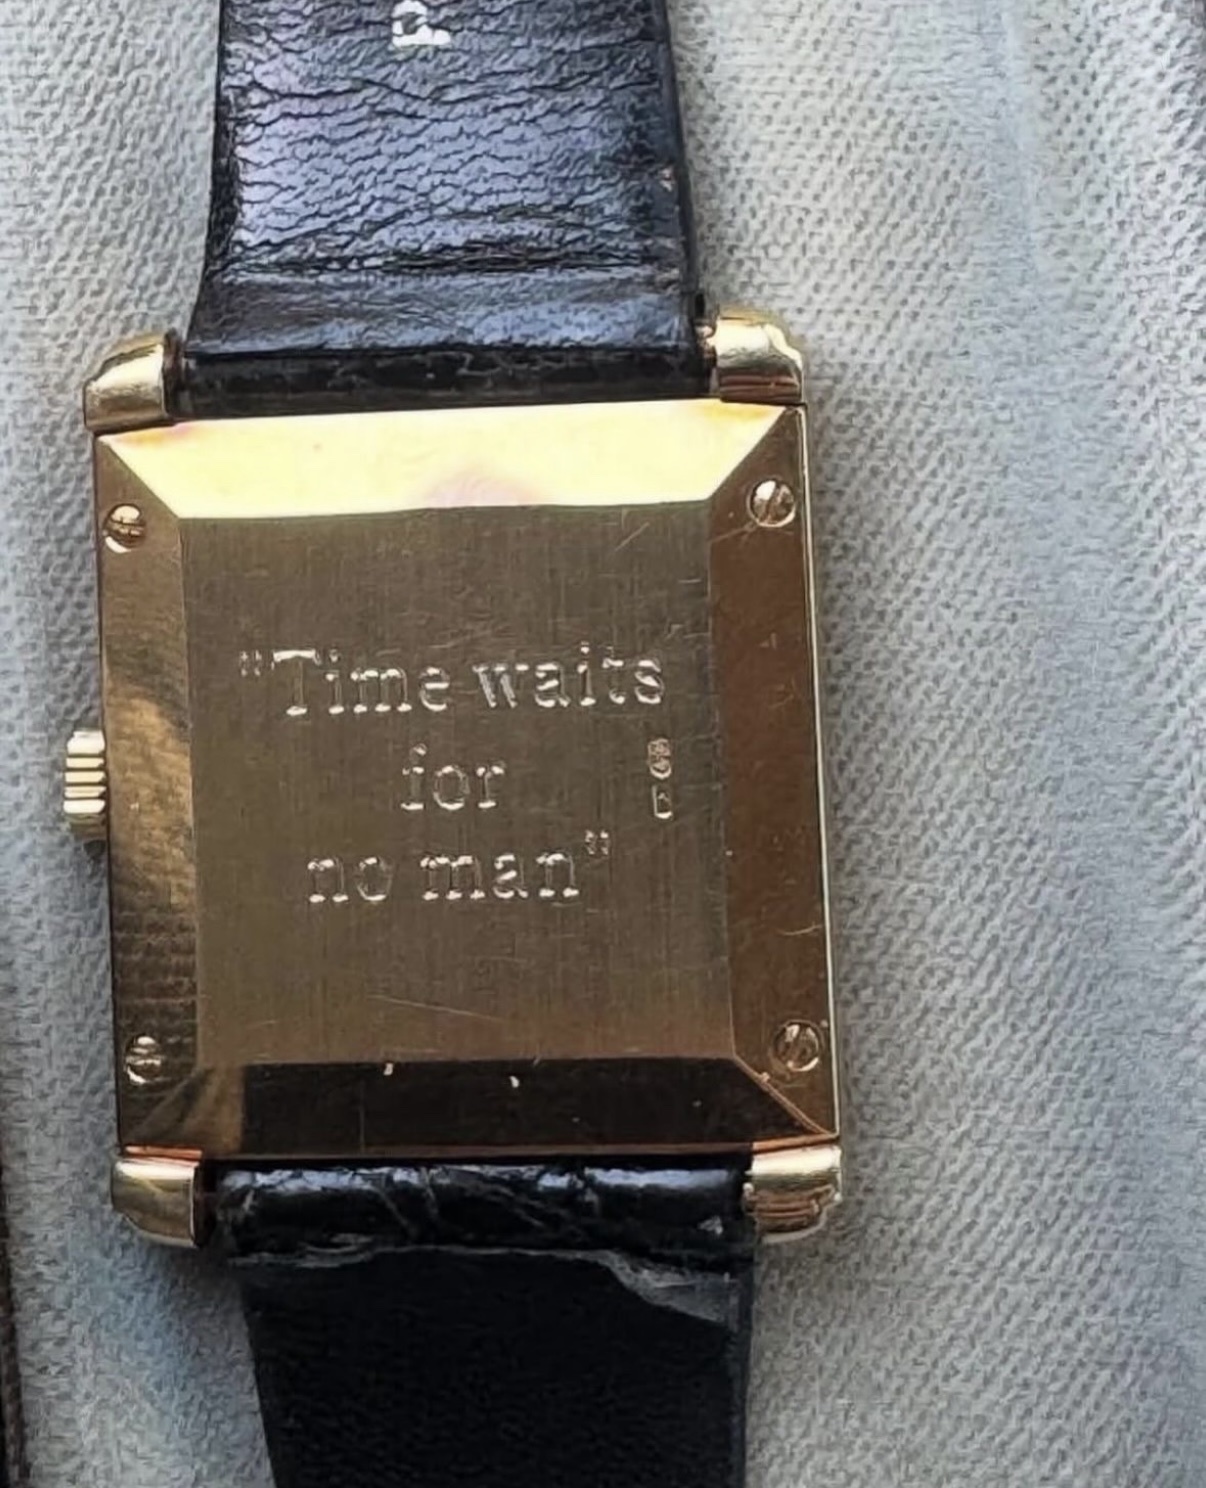 "Time waits
for
no man"